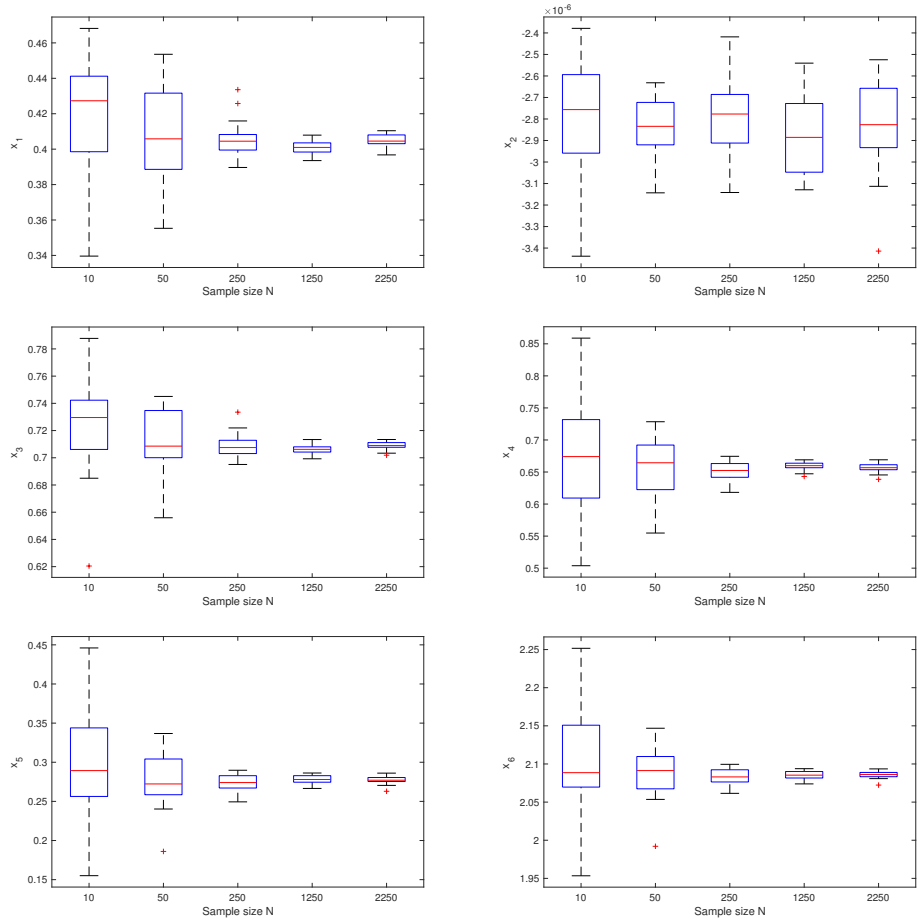 0.46
0.44
0.42
0.4
0.38
0.36
0.34
x1
10 50 250 1250 2250
Sample size N
×10-6
-2.4
-2.5
-2.6
-2.7
-2.8
-2.9
-3
-3.1
-3.2
-3.3
-3.4
x2
10 50 250 1250 2250
Sample size N
0.78
0.76
0.74
0.72
0.7
0.68
0.66
0.64
0.62
x3
10 50 250 1250 2250
Sample size N
0.85
0.8
0.75
0.7
0.65
0.6
0.55
0.5
x4
10 50 250 1250 2250
Sample size N
0.45
0.4
0.35
0.3
0.25
0.2
0.15
x5
10 50 250 1250 2250
Sample size N
2.25
2.2
2.15
2.1
2.05
2
1.95
x6
10 50 250 1250 2250
Sample size N